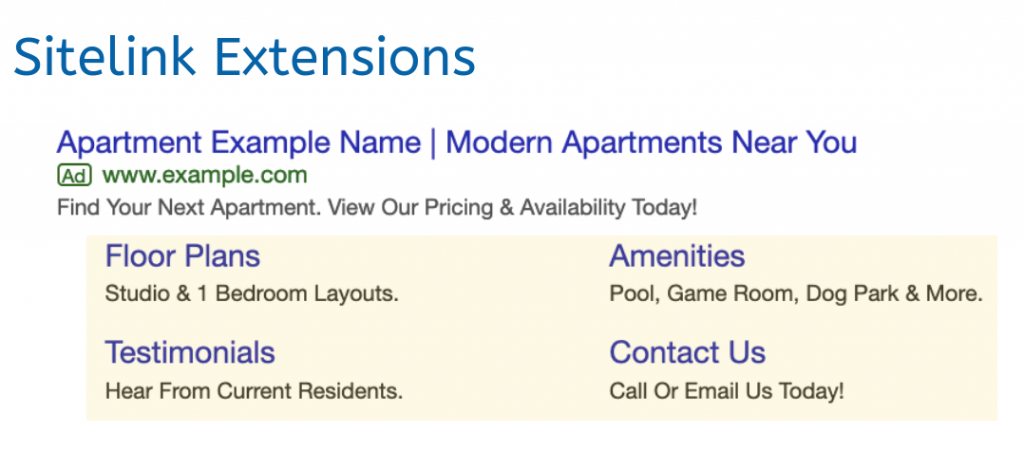 Sitelink Extensions
Apartment Example Name | Modern Apartments Near You
Ad www.example.com
Find Your Next Apartment. View Our Pricing & Availability Today!
Floor Plans
Studio & 1 Bedroom Layouts.
Amenities
Pool, Game Room, Dog Park & More.
Testimonials
Hear From Current Residents.
Contact Us
Call Or Email Us Today!